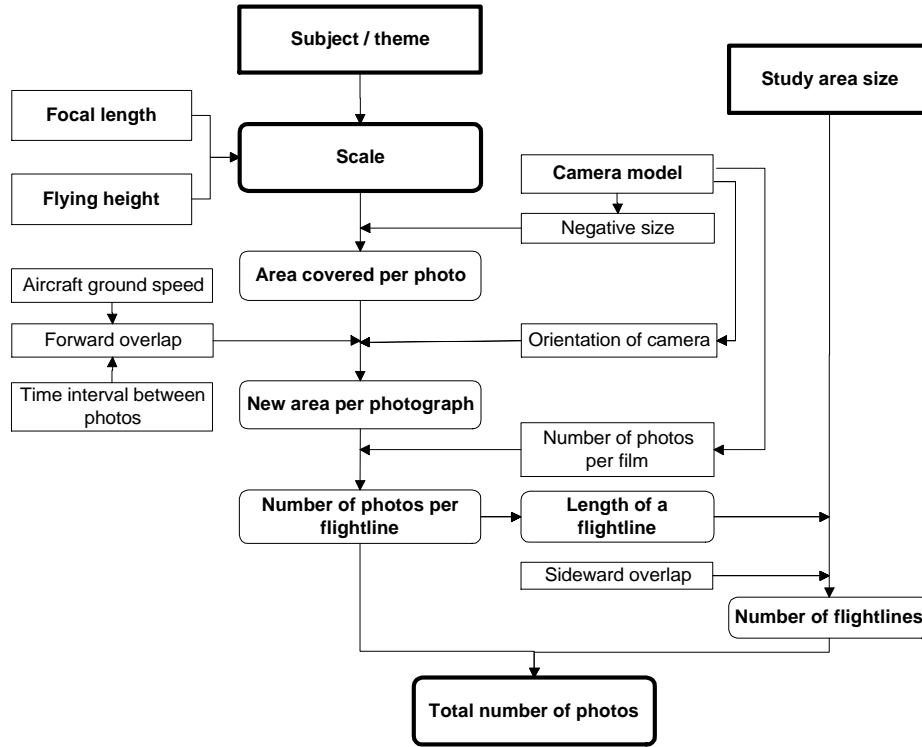 Subject / theme
Study area size
Focal length
Scale
Camera model
Flying height
Negative size
Area covered per photo
Aircraft ground speed
Forward overlap
Orientation of camera
Time interval between
photos
New area per photograph
Number of photos
per film
Number of photos per
flightline
Length of a
flightline
Sideward overlap
Number of flightlines
Total number of photos